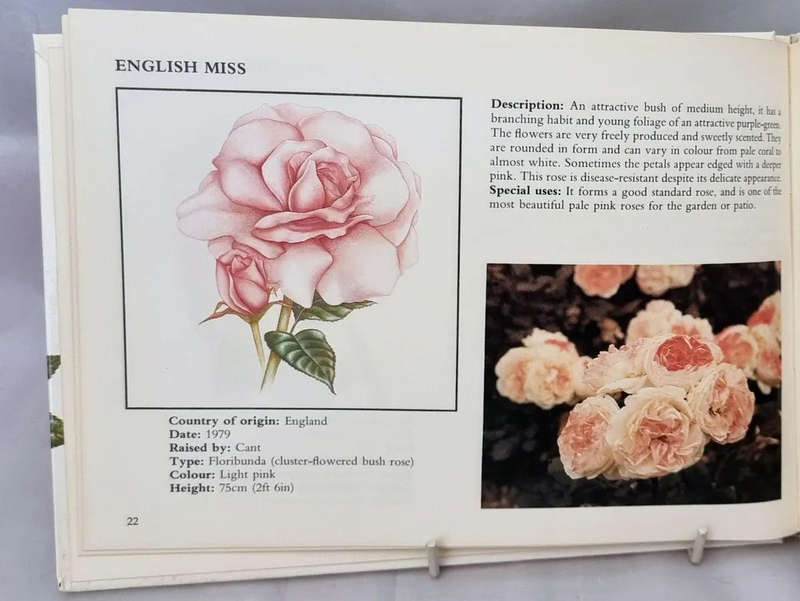 ENGLISH MISS
Description: An attractive bush of medium height, it has a
branching habit and young foliage of an attractive purple-green.
The flowers are very freely produced and sweetly scented. They
are rounded in form and can vary in colour from pale coral to
almost white. Sometimes the petals appear edged with a deeper
pink. This rose is disease-resistant despite its delicate appearance.
Special uses: It forms a good standard rose, and is one of the
most beautiful pale pink roses for the garden or patio.
Country of origin: England
Date: 1979
Raised by: Cant
Type: Floribunda (cluster-flowered bush rose)
Colour: Light pink
Height: 75cm (2ft 6in)
22